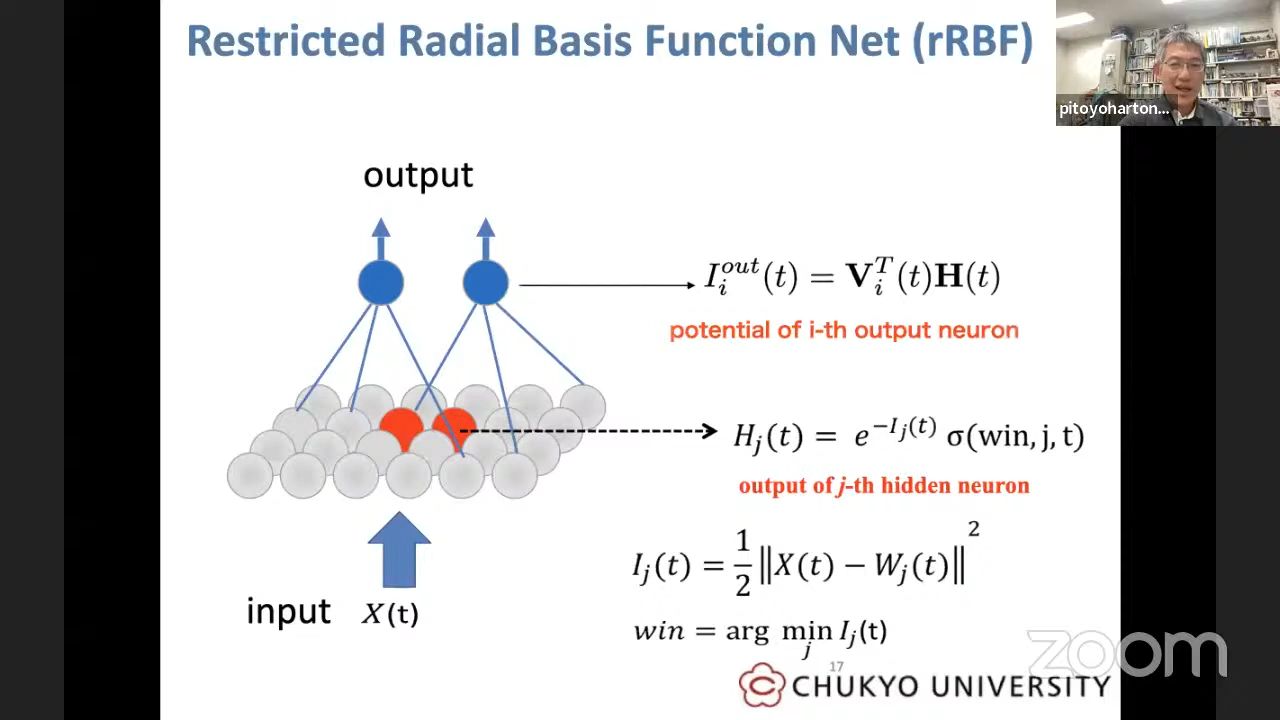 Restricted Radial Basis Function Net (rRBF)
pitoyoharton...
output
I_i^{out}(t) = V_i^T(t)H(t)
potential of i-th output neuron
H_j(t) = e^{-I_j(t)} σ(win,j,t)
output of j-th hidden neuron
I_j(t) = \frac{1}{2} ||X(t) − W_j(t)||^2
input X(t)
win = arg min_j I_j(t)
zoom
17
CHUKYO UNIVERSITY